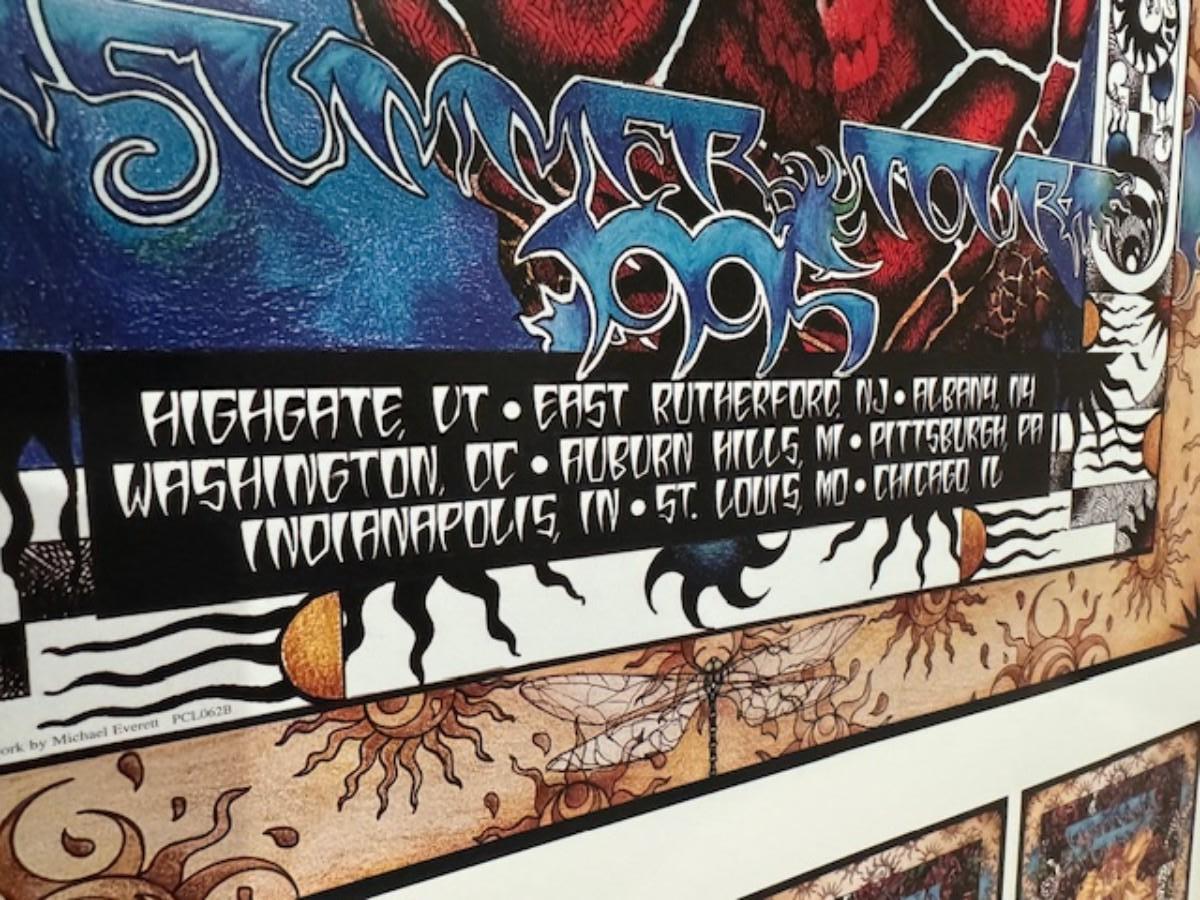 SUMMER TOUR
1995
HIGHGATE, VT • EAST RUTHERFORD, NJ • ALBANY, NY
WASHINGTON, DC • AUBURN HILLS, MI • PITTSBURGH, PA
INDIANAPOLIS, IN • ST. LOUIS, MO • CHICAGO, IL
by Michael Everett PCL062B